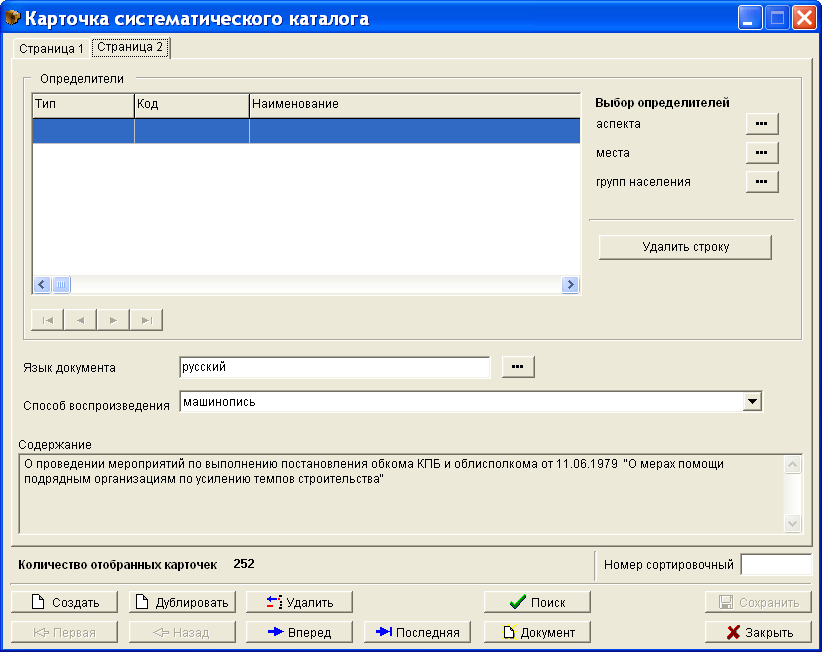 Карточка систематического каталога
Страница 1 Страница 2
Определители
Тип Код Наименование
Выбор определителей
аспекта ...
места ...
групп населения ...
Удалить строку
Язык документа русский ...
Способ воспроизведения машинопись
Содержание
О проведении мероприятий по выполнению постановления обкома КПБ и облисполкома от 11.06.1979 "О мерах помощи
подрядным организациям по усилению темпов строительства"
Количество отобранных карточек 252 Номер сортировочный
Создать Дублировать Удалить Поиск Сохранить
Первая Назад Вперед Последняя Документ Закрыть